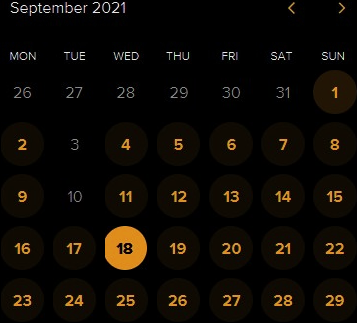 September 2021
MON TUE WED THU FRI SAT SUN
26 27 28 29 30 31 1
2 3 4 5 6 7 8
9 10 11 12 13 14 15
16 17 18 19 20 21 22
23 24 25 26 27 28 29